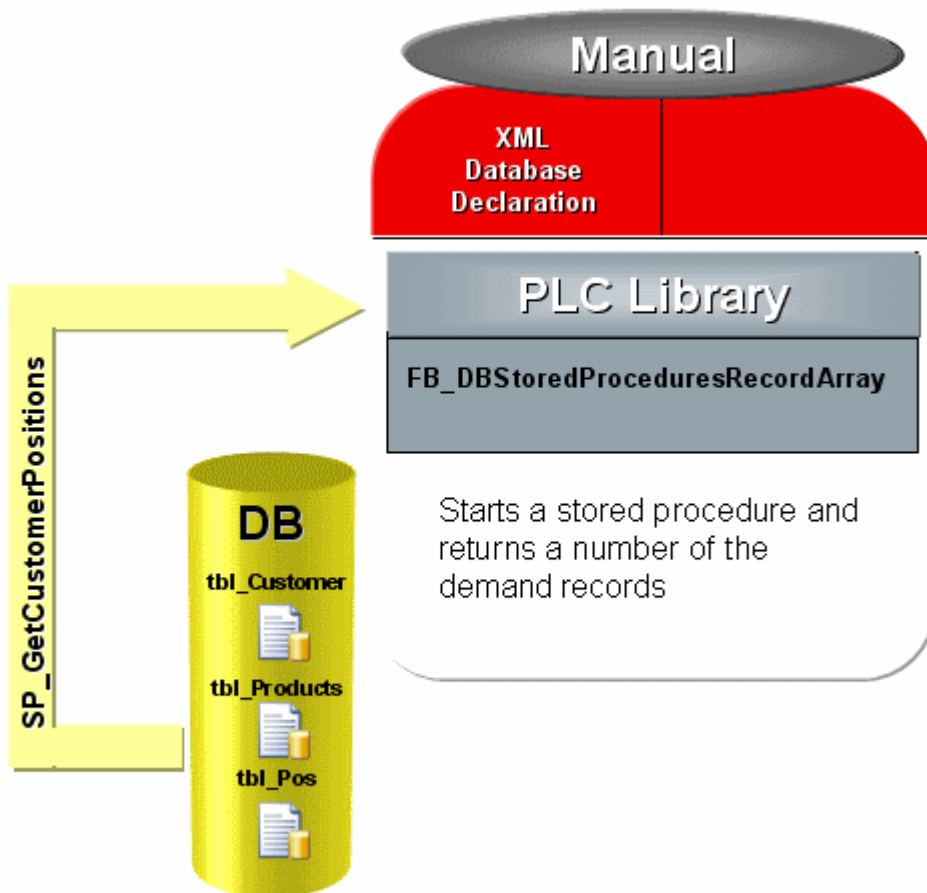 Manual
XML
Database
Declaration
PLC Library
FB_DBStoredProceduresRecordArray
Starts a stored procedure and
returns a number of the
demand records
SP_GetCustomerPositions
DB
tbl_Customer
tbl_Products
tbl_Pos